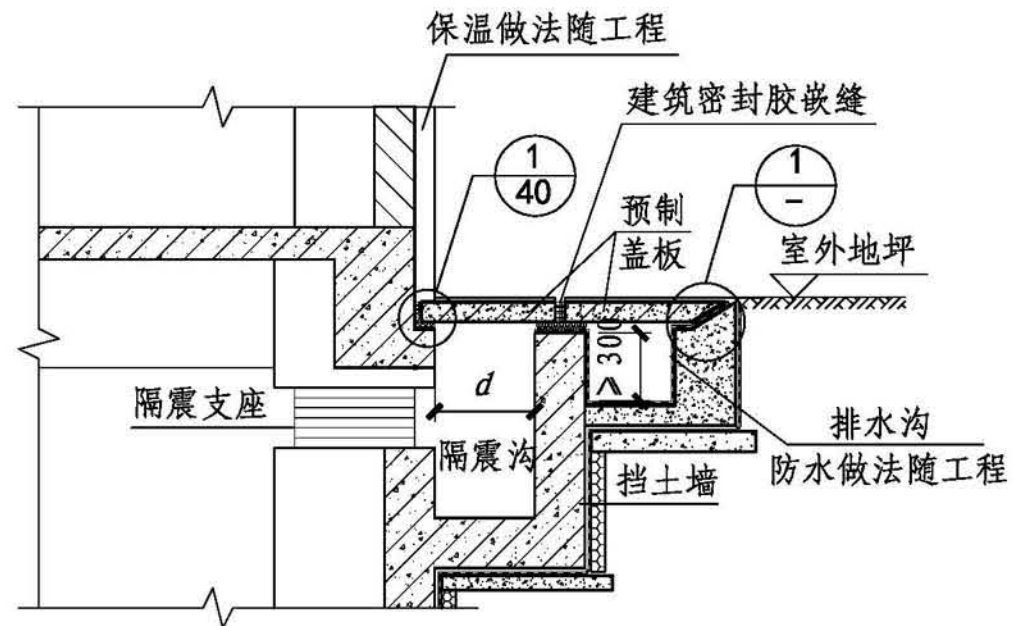 保温做法随工程
建筑密封胶嵌缝
1
40
1
-
预制
盖板
室外地坪
≥300
隔震支座
d
隔震沟
挡土墙
排水沟
防水做法随工程